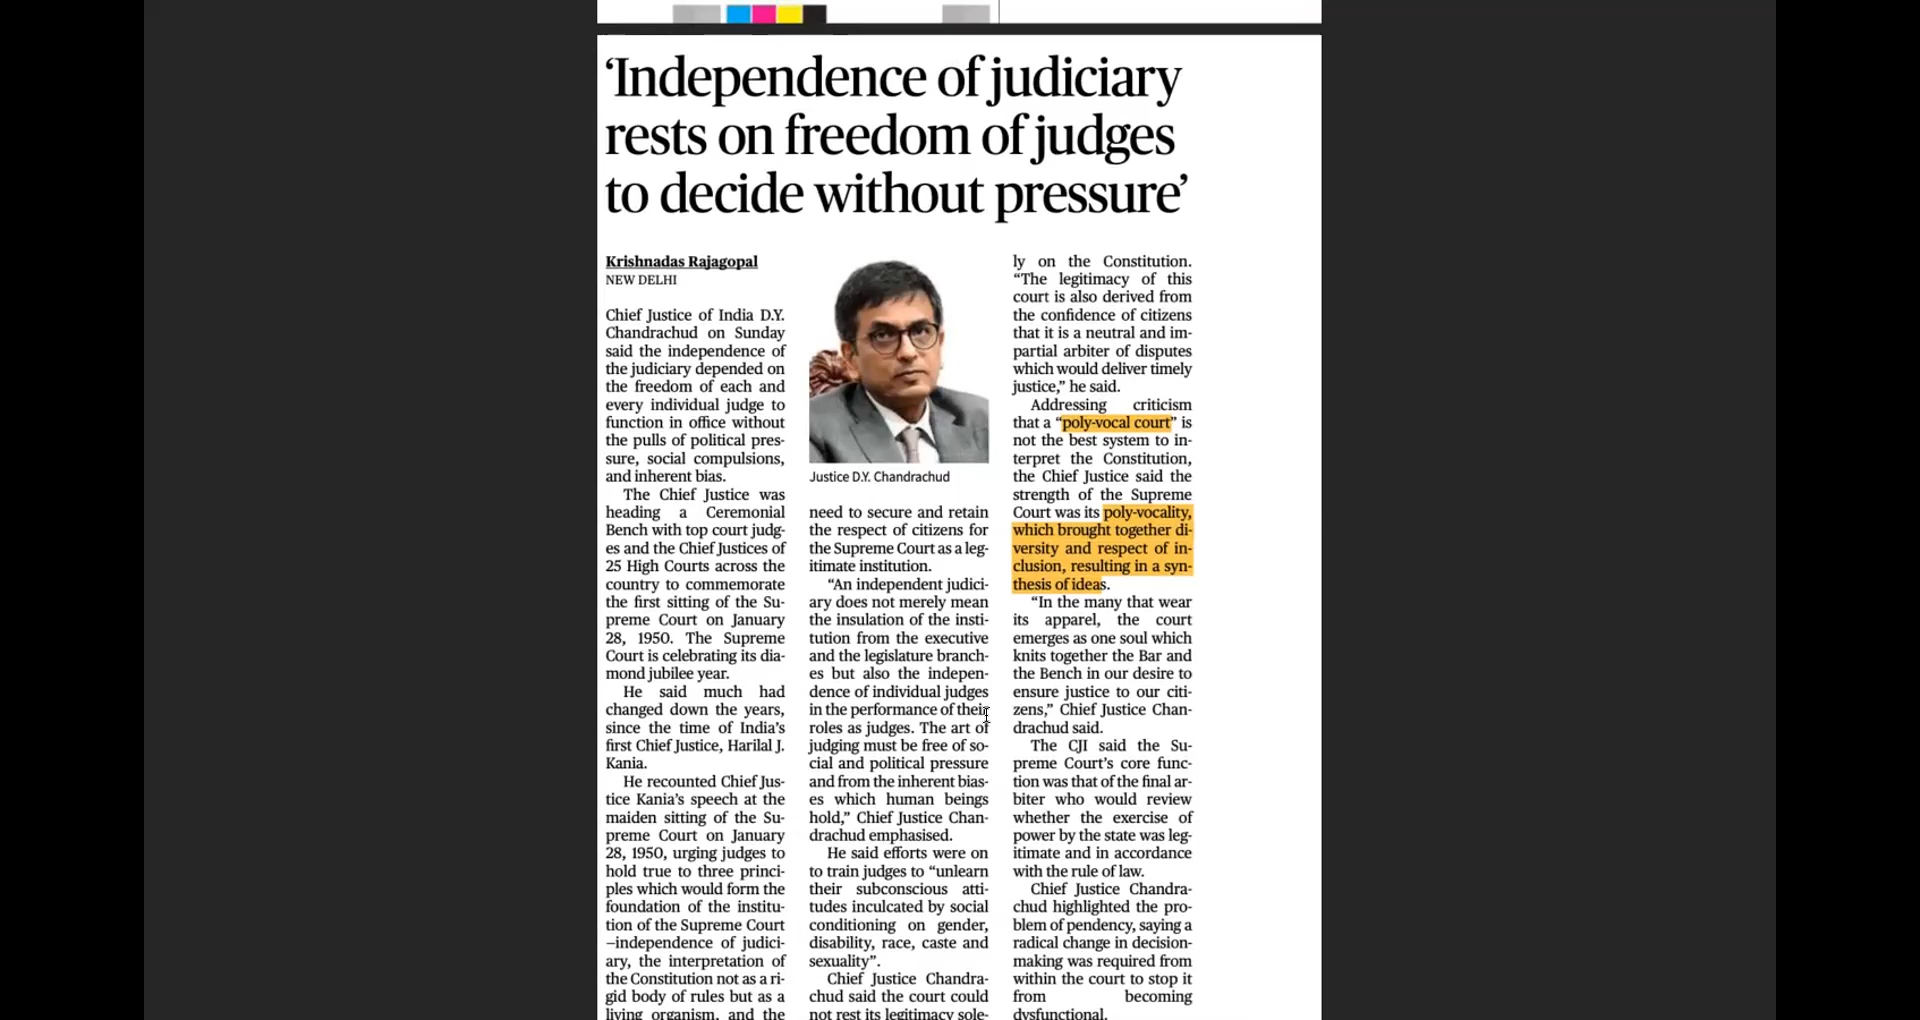 ‘Independence of judiciary
rests on freedom of judges
to decide without pressure’
Krishnadas Rajagopal
NEW DELHI
Chief Justice of India D.Y.
Chandrachud on Sunday
said the independence of
the judiciary depended on
the freedom of each and
every individual judge to
function in office without
the pulls of political pres-
sure, social compulsions,
and inherent bias.
The Chief Justice was
heading a Ceremonial
Bench with top court judg-
es and the Chief Justices of
25 High Courts across the
country to commemorate
the first sitting of the Su-
preme Court on January
28, 1950. The Supreme
Court is celebrating its dia-
mond jubilee year.
He said much had
changed down the years,
since the time of India’s
first Chief Justice, Harilal J.
Kania.
He recounted Chief Jus-
tice Kania’s speech at the
maiden sitting of the Su-
preme Court on January
28, 1950, urging judges to
hold true to three princi-
ples which would form the
foundation of the institu-
tion of the Supreme Court
–independence of judici-
ary, the interpretation of
the Constitution not as a ri-
gid body of rules but as a
living organism, and the
Justice D.Y. Chandrachud
need to secure and retain
the respect of citizens for
the Supreme Court as a leg-
itimate institution.
“An independent judici-
ary does not merely mean
the insulation of the insti-
tution from the executive
and the legislature branch-
es but also the indepen-
dence of individual judges
in the performance of their
roles as judges. The art of
judging must be free of so-
cial and political pressure
and from the inherent bias-
es which human beings
hold,” Chief Justice Chan-
drachud emphasised.
He said efforts were on
to train judges to “unlearn
their subconscious atti-
tudes inculcated by social
conditioning on gender,
disability, race, caste and
sexuality”.
Chief Justice Chandra-
chud said the court could
not rest its legitimacy sole-
ly on the Constitution.
“The legitimacy of this
court is also derived from
the confidence of citizens
that it is a neutral and im-
partial arbiter of disputes
which would deliver timely
justice,” he said.
Addressing criticism
that a “poly-vocal court” is
not the best system to in-
terpret the Constitution,
the Chief Justice said the
strength of the Supreme
Court was its poly-vocality,
which brought together di-
versity and respect of in-
clusion, resulting in a syn-
thesis of ideas.
“In the many that wear
its apparel, the court
emerges as one soul which
knits together the Bar and
the Bench in our desire to
ensure justice to our citi-
zens,” Chief Justice Chan-
drachud said.
The CJI said the Su-
preme Court’s core func-
tion was that of the final ar-
biter who would review
whether the exercise of
power by the state was leg-
itimate and in accordance
with the rule of law.
Chief Justice Chandra-
chud highlighted the pro-
blem of pendency, saying a
radical change in decision-
making was required from
within the court to stop it
from becoming
dysfunctional.